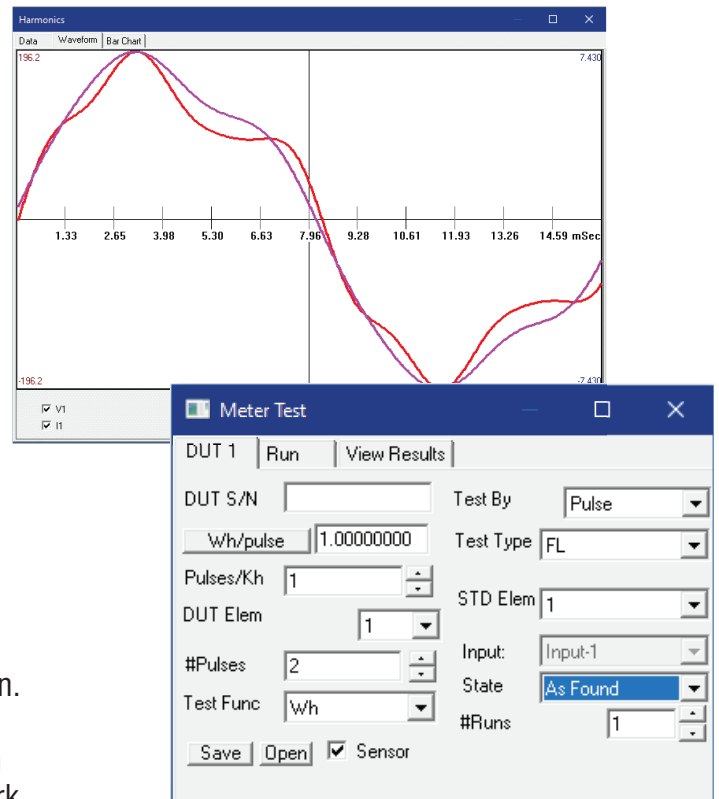 Harmonics
Data Waveform Bar Chart
196.2 7.430
1.33 2.65 3.98 5.30 6.63 7.96 9.28 10.61 11.93 13.26 14.59 mSec
-196.2 -7.430
V1
I1
Meter Test
DUT 1 Run View Results
DUT S/N Test By Pulse
Wh/pulse 1.00000000 Test Type FL
Pulses/Kh 1
STD Elem 1
DUT Elem 1
Input: Input-1
#Pulses 2
State As Found
Test Func Wh
#Runs 1
Save Open Sensor
n.
rk